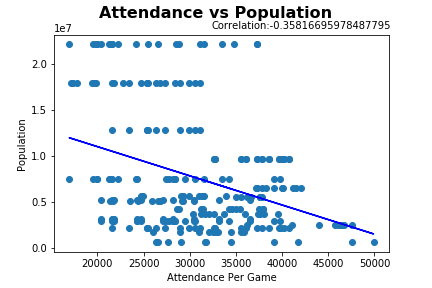 Attendance vs Population
Correlation:-0.35816695978487795
1e7
2.0
1.5
1.0
0.5
0.0
Population
20000 25000 30000 35000 40000 45000 50000
Attendance Per Game